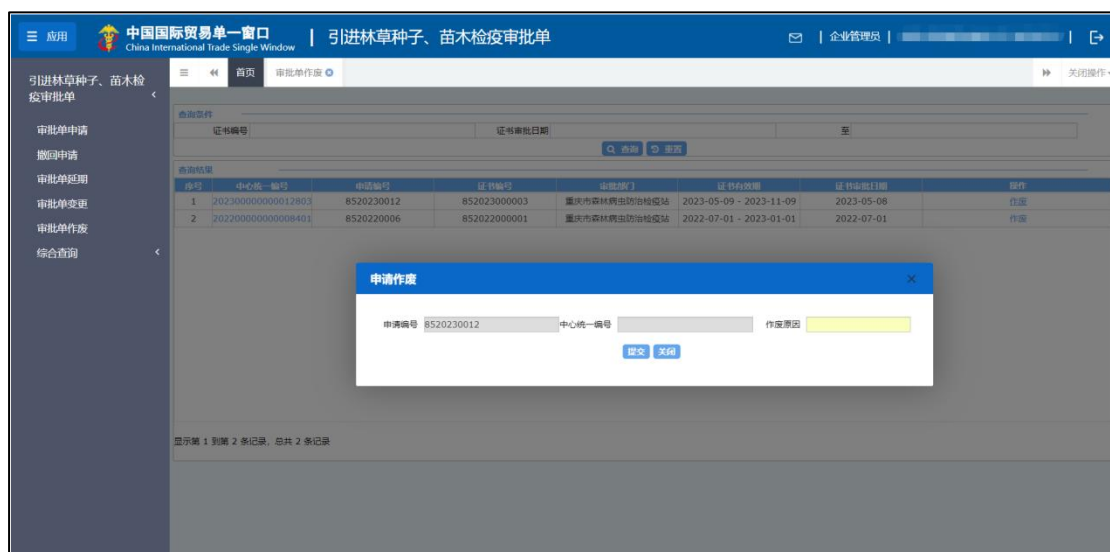 应用
中国国际贸易单一窗口
China International Trade Single Window
| 引进林草种子、苗木检疫审批单
| 企业管理员 |
|
引进林草种子、苗木检疫审批单
首页 审批单作废
关闭操作
审批单申请
撤回申请
审批单延期
审批单变更
审批单作废
综合查询
查询条件
证书编号 证书审批日期 至
查询 重置
查询结果
序号 中心统一编号 申请编号 证书编号 审批部门 证书有效期 证书审批日期 操作
1 202300000000012803 8520230012 852023000003 重庆市森林病虫防治检疫站 2023-05-09 - 2023-11-09 2023-05-08 作废
2 202200000000008401 8520220006 852022000001 重庆市森林病虫防治检疫站 2022-07-01 - 2023-01-01 2022-07-01 作废
申请作废 ×
申请编号 8520230012 中心统一编号 作废原因
提交 关闭
显示第 1 到第 2 条记录，总共 2 条记录